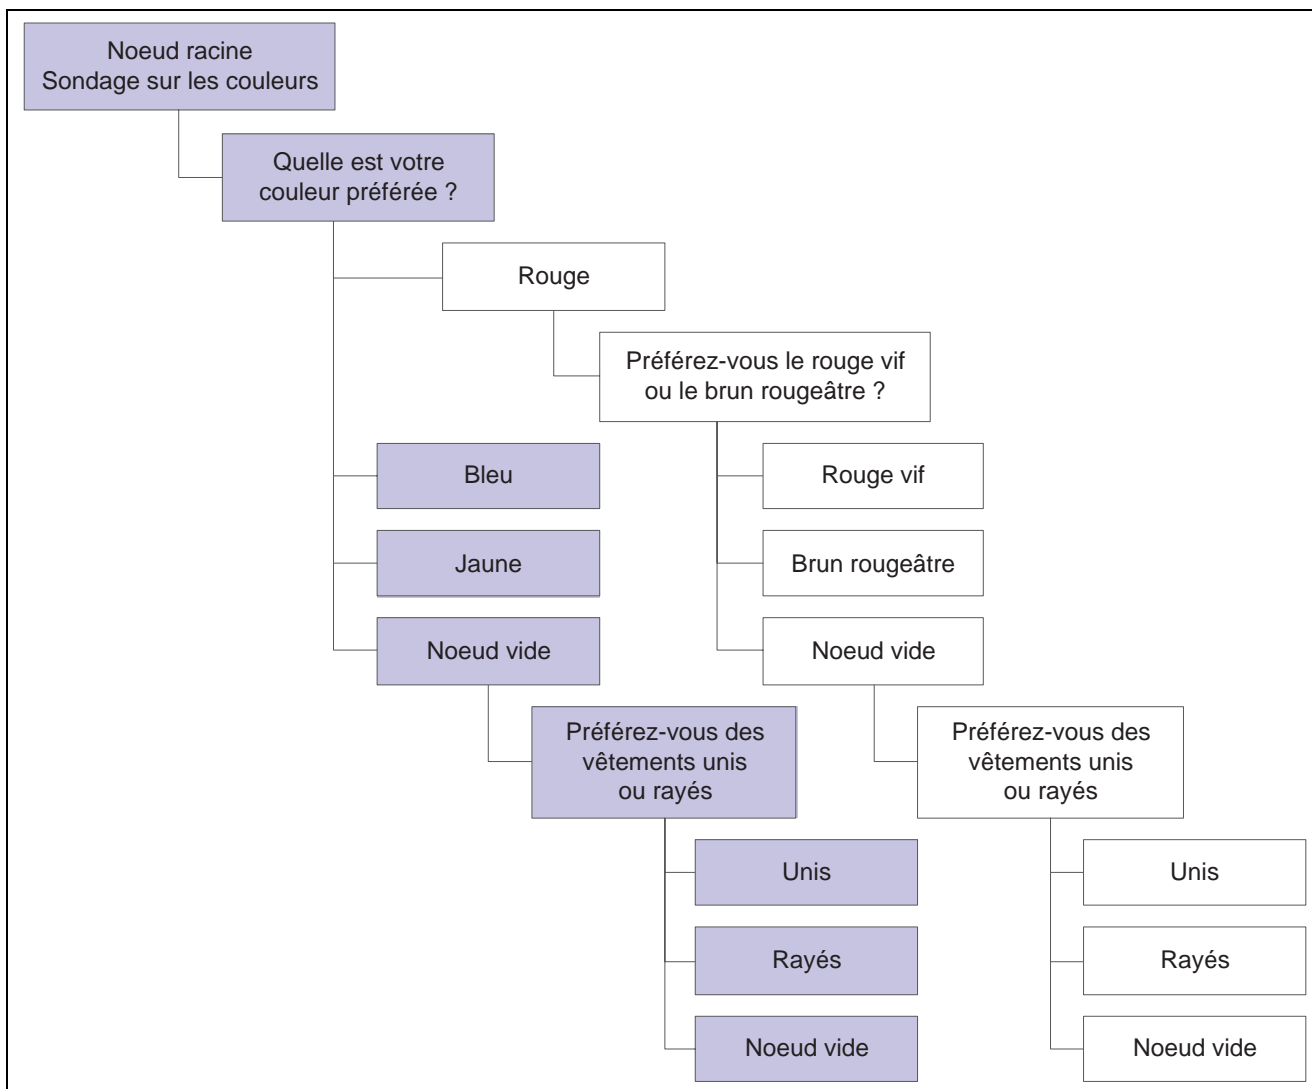 Noeud racine
Sondage sur les couleurs
Quelle est votre
couleur préférée ?
Rouge
Préférez-vous le rouge vif
ou le brun rougeâtre ?
Bleu
Rouge vif
Jaune
Brun rougeâtre
Noeud vide
Noeud vide
Préférez-vous des
vêtements unis
ou rayés
Préférez-vous des
vêtements unis
ou rayés
Unis
Unis
Rayés
Rayés
Noeud vide
Noeud vide